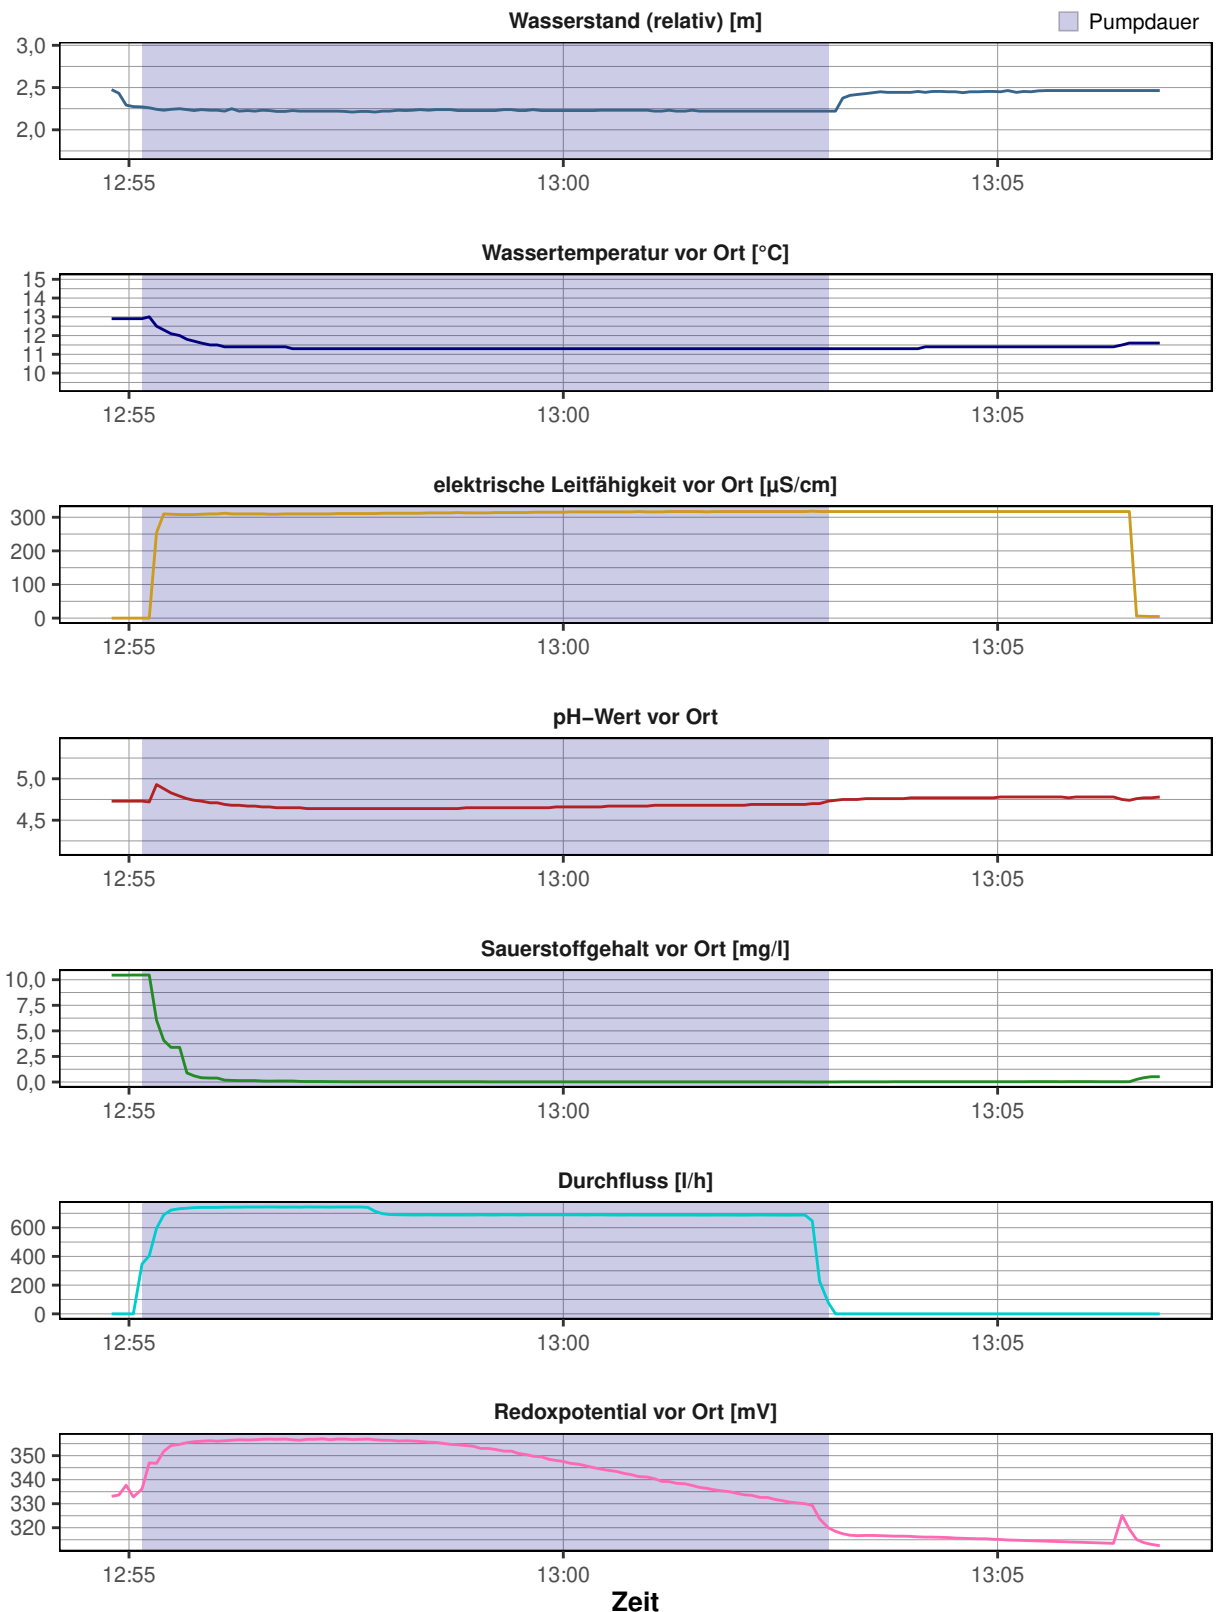 Wasserstand (relativ) [m]
Pumpdauer
3,0
2,5
2,0
12:55 13:00 13:05
Wassertemperatur vor Ort [°C]
15
14
13
12
11
10
12:55 13:00 13:05
elektrische Leitfähigkeit vor Ort [µS/cm]
300
200
100
0
12:55 13:00 13:05
pH−Wert vor Ort
5,0
4,5
12:55 13:00 13:05
Sauerstoffgehalt vor Ort [mg/l]
10,0
7,5
5,0
2,5
0,0
12:55 13:00 13:05
Durchfluss [l/h]
600
400
200
0
12:55 13:00 13:05
Redoxpotential vor Ort [mV]
350
340
330
320
12:55 13:00 13:05
Zeit